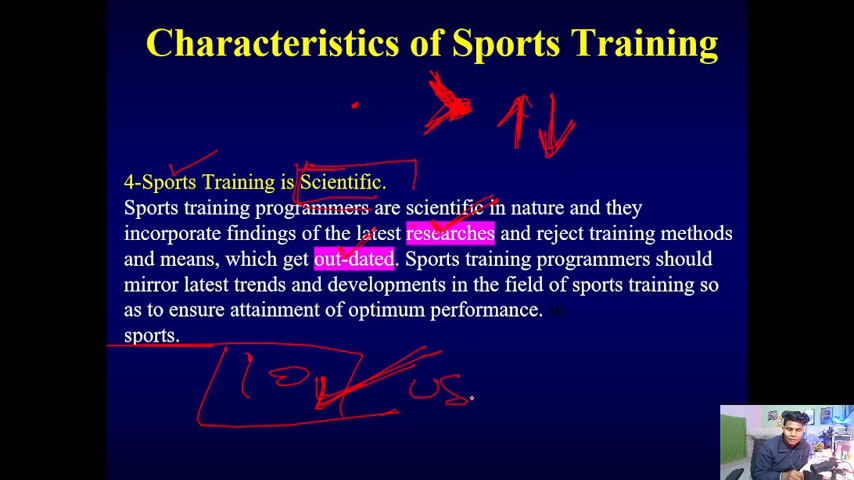 Characteristics of Sports Training
4-Sports Training is Scientific.
Sports training programmers are scientific in nature and they
incorporate findings of the latest researches and reject training methods
and means, which get out-dated. Sports training programmers should
mirror latest trends and developments in the field of sports training so
as to ensure attainment of optimum performance. in
sports.